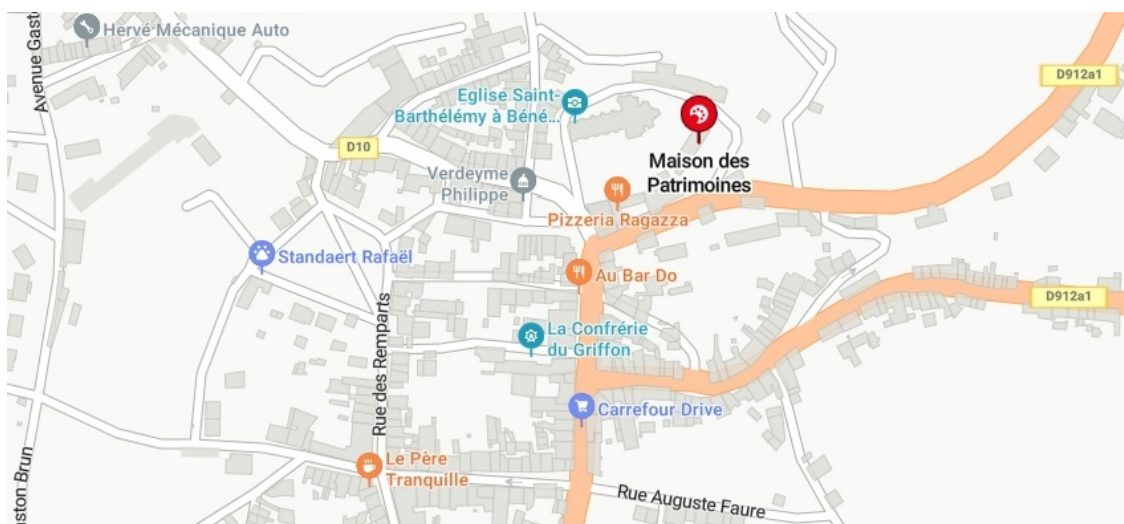 Hervé Mécanique Auto
Avenue Gasto
D912a1
Eglise Saint-
Barthélémy à Béné...
D10
Maison des
Patrimoines
Verdeyme
Philippe
Pizzeria Ragazza
Standaert Rafaël
Au Bar Do
D912a1
La Confrérie
du Griffon
Rue des Remparts
Carrefour Drive
Le Père
Tranquille
Rue Auguste Faure
aston Brun